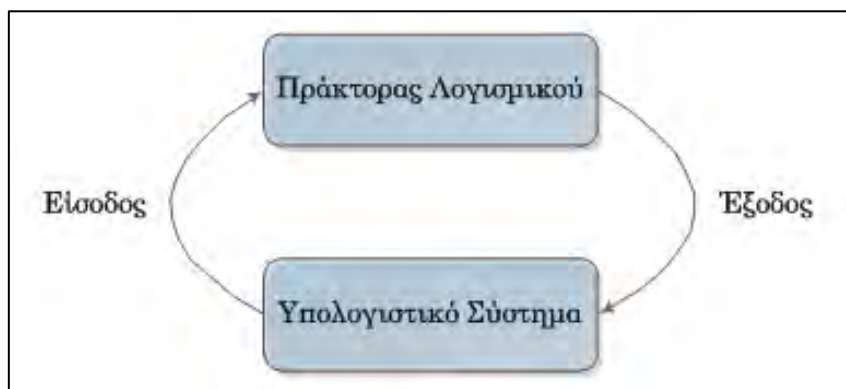 Πράκτορας Λογισμικού
Είσοδος
Έξοδος
Υπολογιστικό Σύστημα